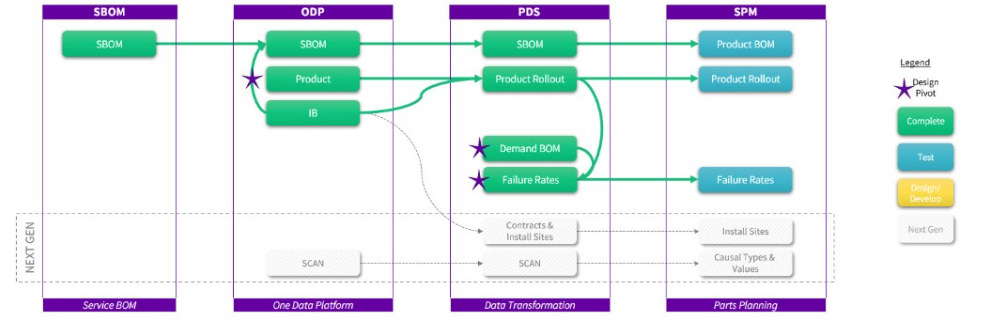 SBOM
ODP
PDS
SPM
SBOM
SBOM
SBOM
Product BOM
Product
Product Rollout
Product Rollout
IB
Demand BOM
Failure Rates
Failure Rates
NEXT GEN
Contracts &
Install Sites
Install Sites
SCAN
SCAN
Causal Types &
Values
Service BOM
One Data Platform
Data Transformation
Parts Planning
Legend
Design
Pivot
Complete
Test
Design/
Develop
Next Gen